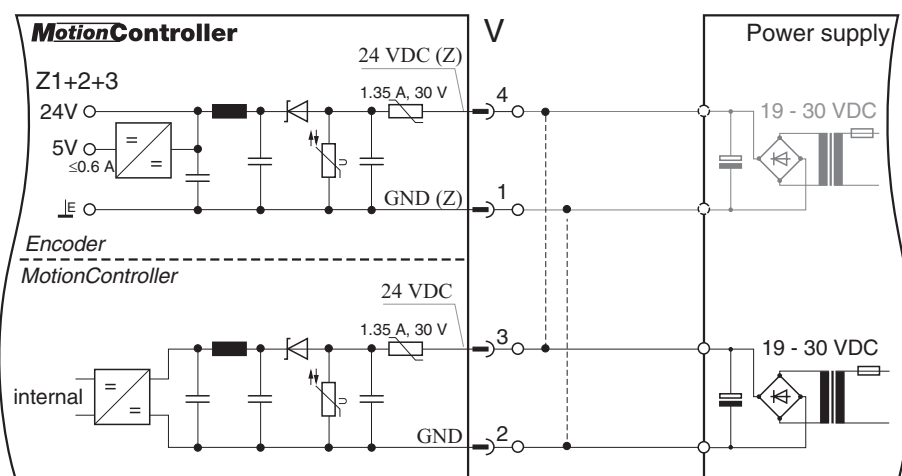 MotionController
V
Power supply
24 VDC (Z)
Z1+2+3
1.35 A, 30 V
24V
4
19 - 30 VDC
5V
≤0.6 A
=
=
U
E
GND (Z)
1
Encoder
MotionController
24 VDC
1.35 A, 30 V
3
19 - 30 VDC
internal
=
=
U
GND
2